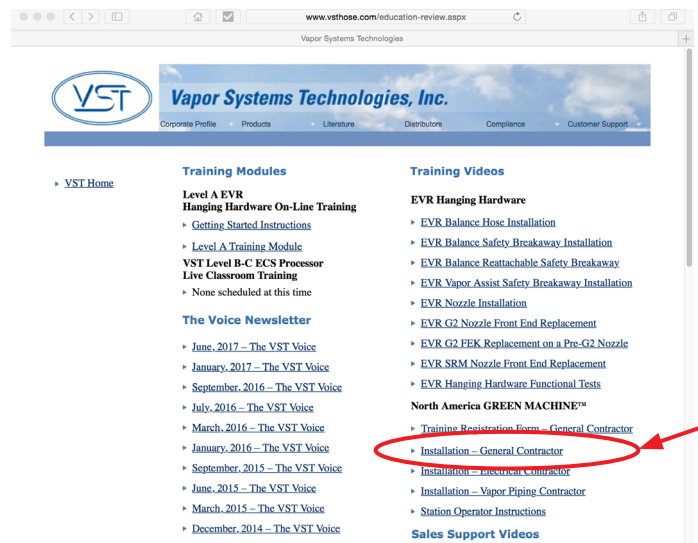 www.vsthose.com/education-review.aspx
Vapor Systems Technologies
VST
Vapor Systems Technologies, Inc.
Corporate Profile Products Literature Distributors Compliance Customer Support
VST Home
Training Modules
Level A EVR
Hanging Hardware On-Line Training
Getting Started Instructions
Level A Training Module
VST Level B-C ECS Processor
Live Classroom Training
None scheduled at this time
The Voice Newsletter
June, 2017 – The VST Voice
January, 2017 – The VST Voice
September, 2016 – The VST Voice
July, 2016 – The VST Voice
March, 2016 – The VST Voice
January, 2016 – The VST Voice
September, 2015 – The VST Voice
June, 2015 – The VST Voice
March, 2015 – The VST Voice
December, 2014 – The VST Voice
Training Videos
EVR Hanging Hardware
EVR Balance Hose Installation
EVR Balance Safety Breakaway Installation
EVR Balance Reattachable Safety Breakaway
EVR Vapor Assist Safety Breakaway Installation
EVR Nozzle Installation
EVR G2 Nozzle Front End Replacement
EVR G2 FEK Replacement on a Pre-G2 Nozzle
EVR SRM Nozzle Front End Replacement
EVR Hanging Hardware Functional Tests
North America GREEN MACHINE™
Training Registration Form – General Contractor
Installation – General Contractor
Installation – Electrical Contractor
Installation – Vapor Piping Contractor
Station Operator Instructions
Sales Support Videos